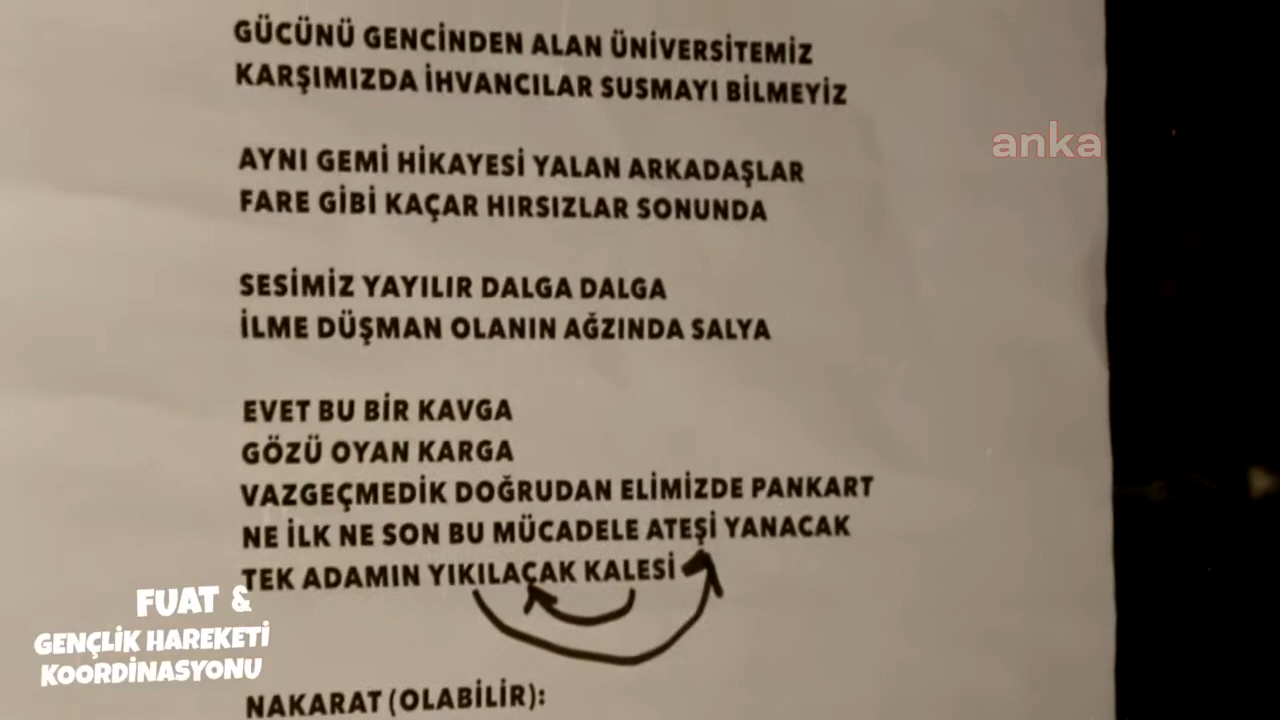 GÜCÜNÜ GENCİNDEN ALAN ÜNİVERSİTEMİZ
KARŞIMIZDA İHVANCILAR SUSMAYI BİLMEYİZ
anka
AYNI GEMİ HİKAYESİ YALAN ARKADAŞLAR
FARE GİBİ KAÇAR HIRSIZLAR SONUNDA
SESİMİZ YAYILIR DALGA DALGA
İLME DÜŞMAN OLANIN AĞZINDA SALYA
EVET BU BİR KAVGA
GÖZÜ OYAN KARGA
VAZGEÇMEDİK DOĞRUDAN ELİMİZDE PANKART
NE İLK NE SON BU MÜCADELE ATEŞİ YANACAK
TEK ADAMIN YIKILAÇAK KALESİ
FUAT &
GENÇLİK HAREKETİ
KOORDİNASYONU
NAKARAT (OLABİLİR):